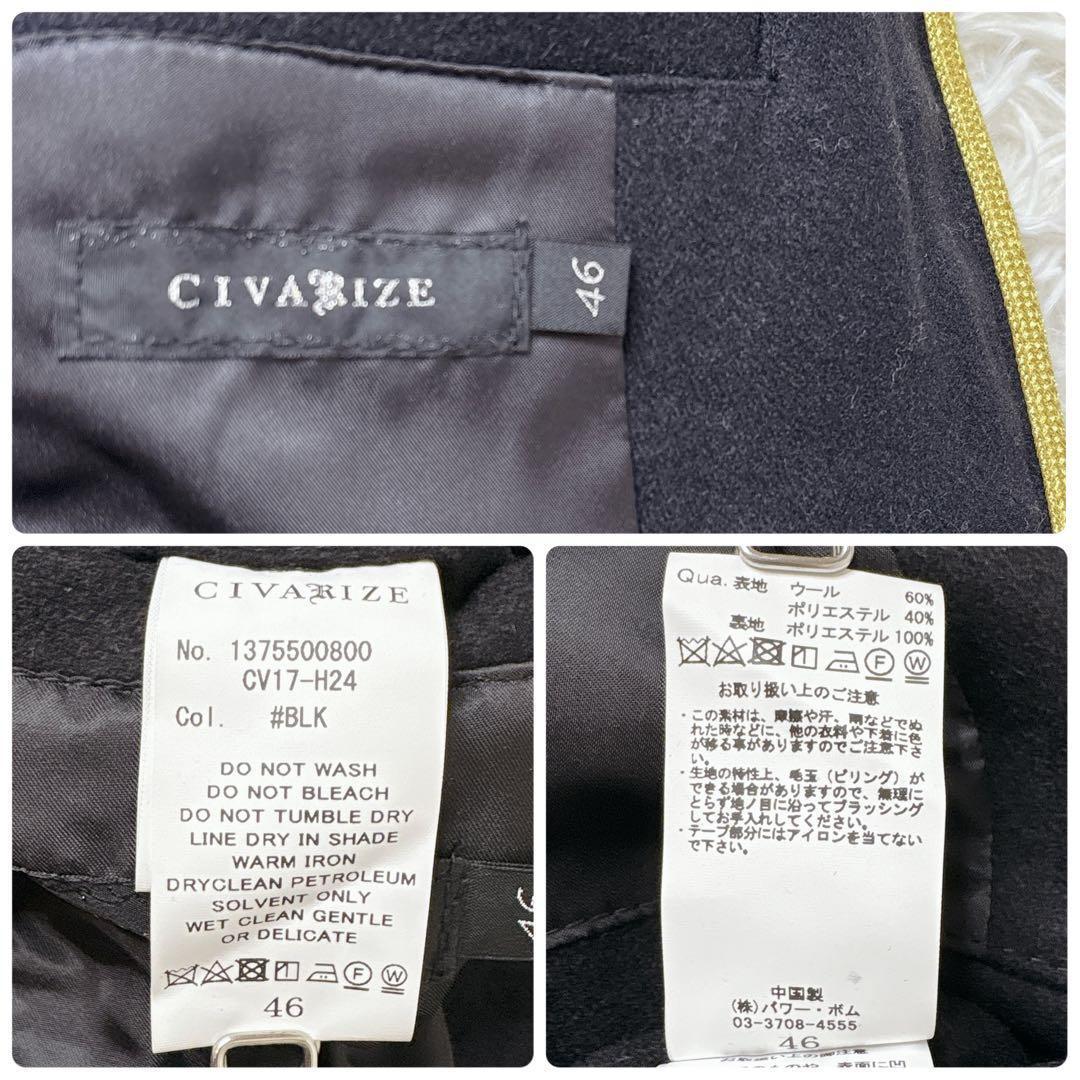 CIVARIZE
46
CIVARIZE
No. 1375500800
CV17-H24
Col. #BLK
DO NOT WASH
DO NOT BLEACH
DO NOT TUMBLE DRY
LINE DRY IN SHADE
WARM IRON
DRYCLEAN PETROLEUM
SOLVENT ONLY
WET CLEAN GENTLE
OR DELICATE
F W
46
46
Qua. 表地 ウール 60%
ポリエステル 40%
裏地 ポリエステル 100%
F W
お取り扱い上のご注意
・この素材は、摩擦や汗、雨などでぬ
れた時などに、他の衣料や下着に色
が移る事がありますのでご注意下さ
い。
・生地の特性上、毛玉（ピリング）が
できる場合がありますので、無理に
とらず地ノ目に沿ってブラッシング
してお手入れしてください。
・テープ部分にはアイロンを当てない
で下さい。
中国製
(株)パワー・ボム
03-3708-4555
46
お取扱い上の御注意